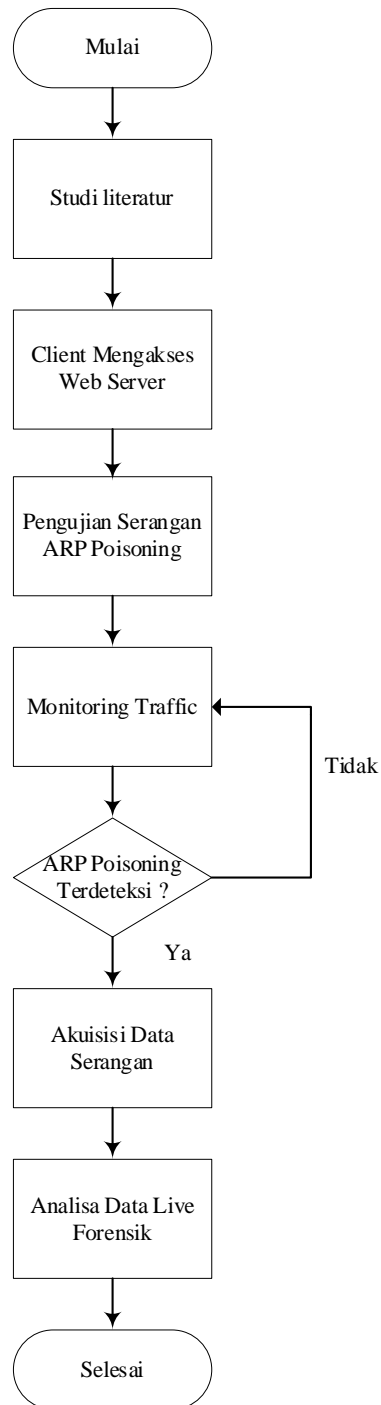 Mulai
Studi literatur
Client Mengakses
Web Server
Pengujian Serangan
ARP Poisoning
Monitoring Traffic
Tidak
ARP Poisoning
Terdeteksi ?
Ya
Akuisisi Data
Serangan
Analisa Data Live
Forensik
Selesai